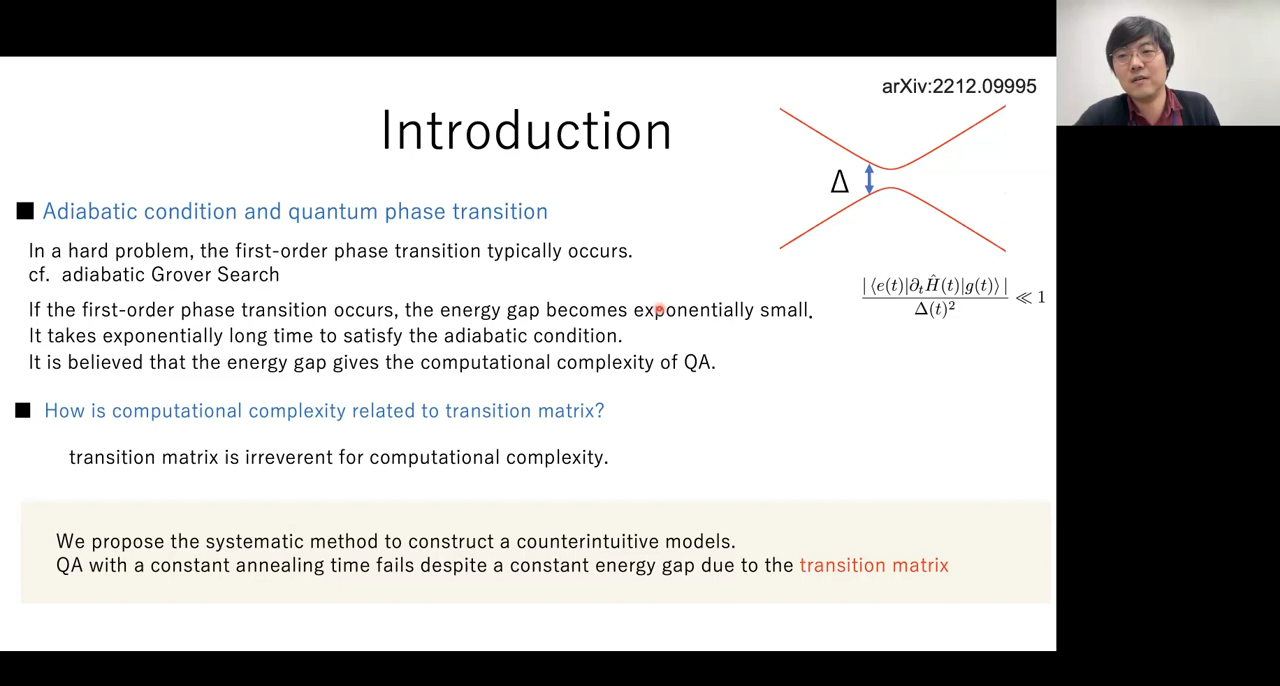 arXiv:2212.09995
Introduction
Δ
■ Adiabatic condition and quantum phase transition
In a hard problem, the first-order phase transition typically occurs.
cf. adiabatic Grover Search
|⟨e(t)|∂ₜĤ(t)|g(t)⟩| / Δ(t)² ≪ 1
If the first-order phase transition occurs, the energy gap becomes exponentially small.
It takes exponentially long time to satisfy the adiabatic condition.
It is believed that the energy gap gives the computational complexity of QA.
■ How is computational complexity related to transition matrix?
transition matrix is irreverent for computational complexity.
We propose the systematic method to construct a counterintuitive models.
QA with a constant annealing time fails despite a constant energy gap due to the transition matrix